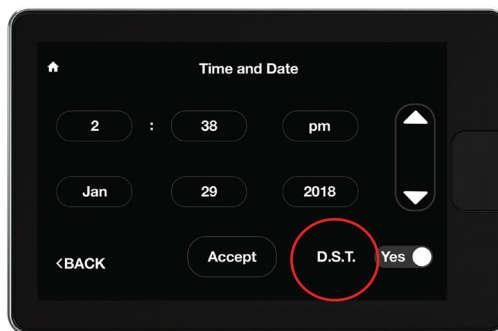 Time and Date
2 : 38 pm
Jan 29 2018
<BACK Accept D.S.T. Yes